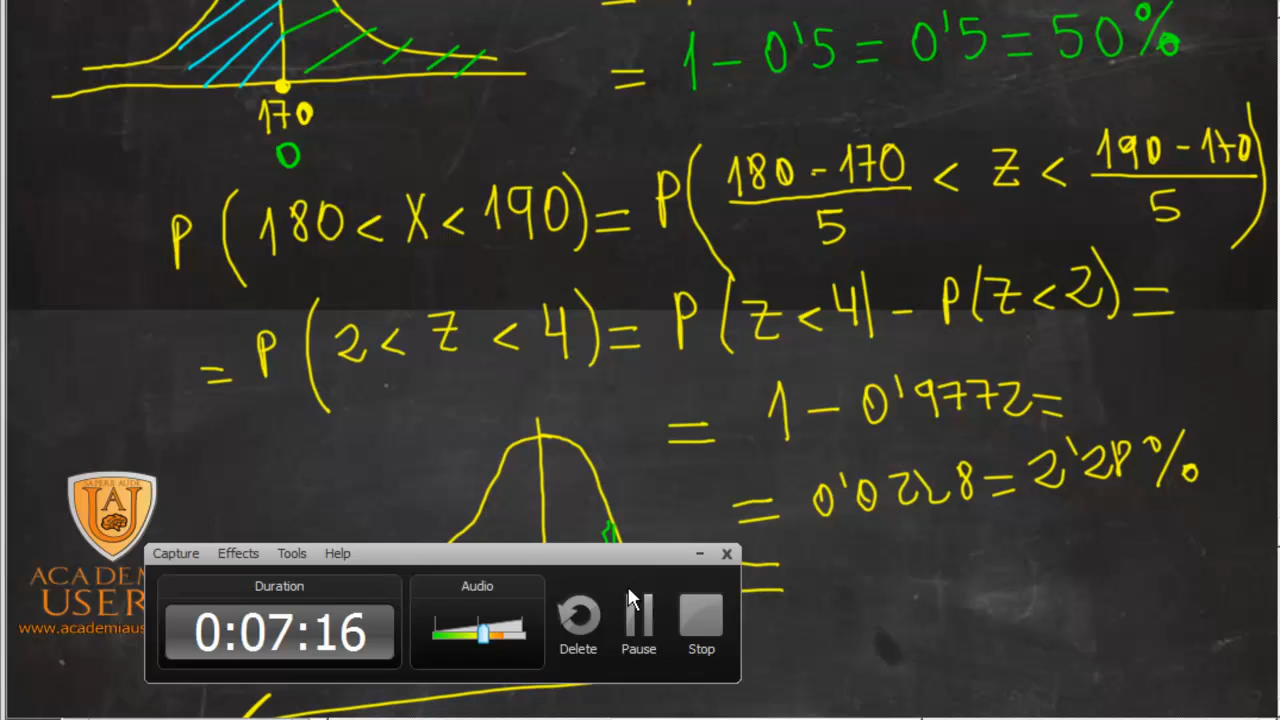 1 - 0'5 = 0'5 = 50%
=
170
0
P(180 < X < 190) = P(180 - 170 / 5 < Z < 190 - 170 / 5)
= P(2 < Z < 4) = P(Z < 4) - P(Z < 2) =
= 1 - 0'9772 =
= 0'0228 = 2'28%
=
SAPERE AUDE
UA
ACADEM
USER
www.academiaus
Capture Effects Tools Help
Duration
0:07:16
Audio
Delete Pause Stop